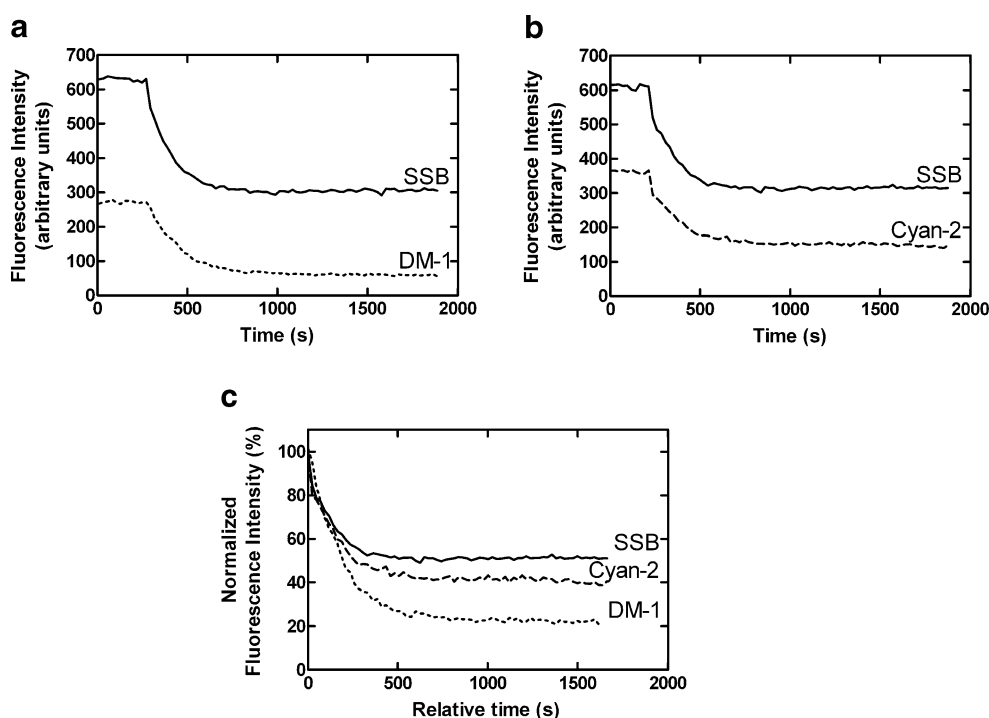 a
Fluorescence Intensity
(arbitrary units)
700
600
500
400
300
200
100
0
SSB
DM-1
0
500
1000
1500
2000
Time (s)
b
Fluorescence Intensity
(arbitrary units)
700
600
500
400
300
200
100
0
SSB
Cyan-2
0
500
1000
1500
2000
Time (s)
c
Normalized
Fluorescence Intensity (%)
100
80
60
40
20
0
SSB
Cyan-2
DM-1
0
500
1000
1500
2000
Relative time (s)